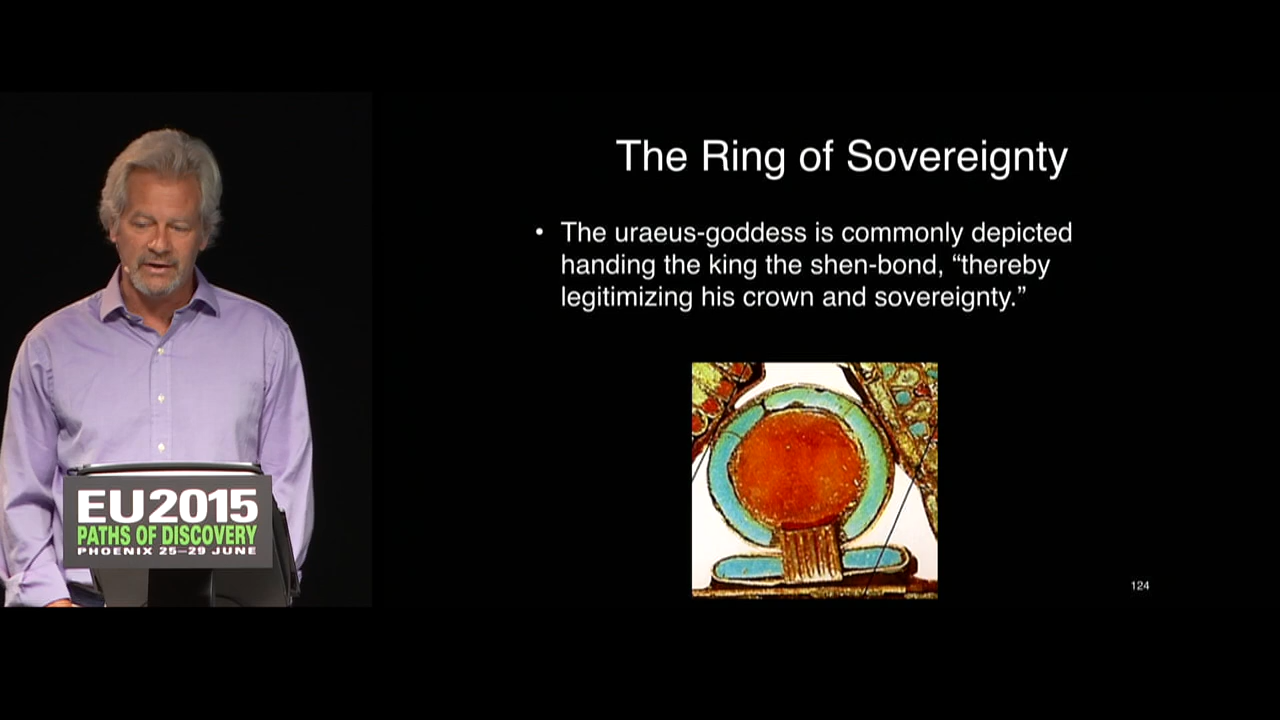 The Ring of Sovereignty
• The uraeus-goddess is commonly depicted
handing the king the shen-bond, “thereby
legitimizing his crown and sovereignty.”
124
EU2015
PATHS OF DISCOVERY
PHOENIX 25–29 JUNE